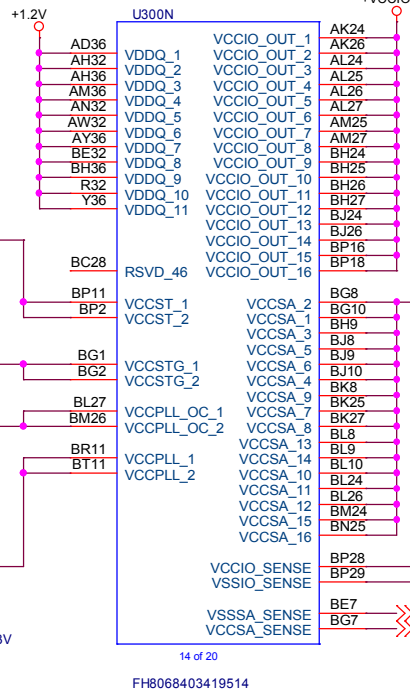 +1.2V
U300N
AD36 VDDQ_1
AH32 VDDQ_2
AH36 VDDQ_3
AM36 VDDQ_4
AN32 VDDQ_5
AW32 VDDQ_6
AY36 VDDQ_7
BE32 VDDQ_8
BH36 VDDQ_9
R32 VDDQ_10
Y36 VDDQ_11
BC28 RSVD_46
BP11 VCCST_1
BP2 VCCST_2
BG1 VCCSTG_1
BG2 VCCSTG_2
BL27 VCCPLL_OC_1
BM26 VCCPLL_OC_2
BR11 VCCPLL_1
BT11 VCCPLL_2
VCCIO_OUT_1 AK24
VCCIO_OUT_2 AK26
VCCIO_OUT_3 AL24
VCCIO_OUT_4 AL25
VCCIO_OUT_5 AL26
VCCIO_OUT_6 AL27
VCCIO_OUT_7 AM25
VCCIO_OUT_8 AM27
VCCIO_OUT_9 BH24
VCCIO_OUT_10 BH25
VCCIO_OUT_11 BH26
VCCIO_OUT_12 BH27
VCCIO_OUT_13 BJ24
VCCIO_OUT_14 BJ26
VCCIO_OUT_15 BP16
VCCIO_OUT_16 BP18
VCCSA_2 BG8
VCCSA_1 BG10
VCCSA_3 BH9
VCCSA_5 BJ8
VCCSA_6 BJ9
VCCSA_4 BJ10
VCCSA_9 BK8
VCCSA_7 BK25
VCCSA_8 BK27
VCCSA_13 BL8
VCCSA_14 BL9
VCCSA_10 BL10
VCCSA_11 BL24
VCCSA_12 BL26
VCCSA_15 BM24
VCCSA_16 BN25
VCCIO_SENSE BP28
VSSIO_SENSE BP29
VSSSA_SENSE BE7
VCCSA_SENSE BG7
14 of 20
FH8068403419514